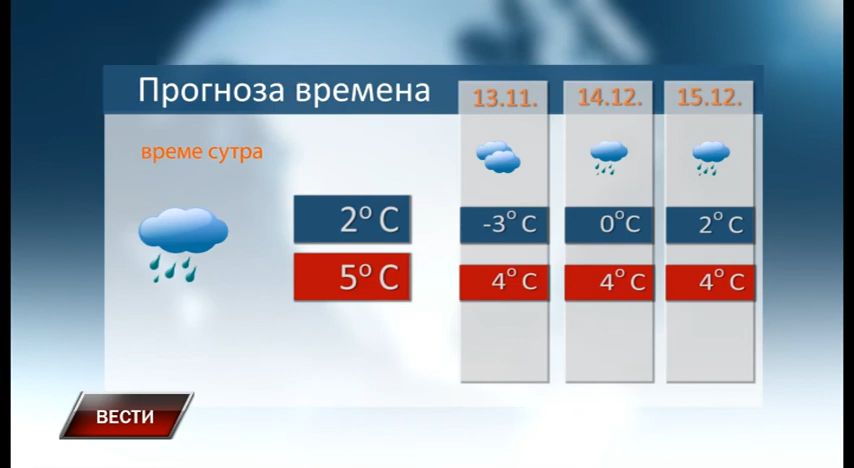 Прогноза времена
време сутра
2° C
5° C
13.11.
-3° C
4° C
14.12.
0°C
4° C
15.12.
2° C
4° C
ВЕСТИ